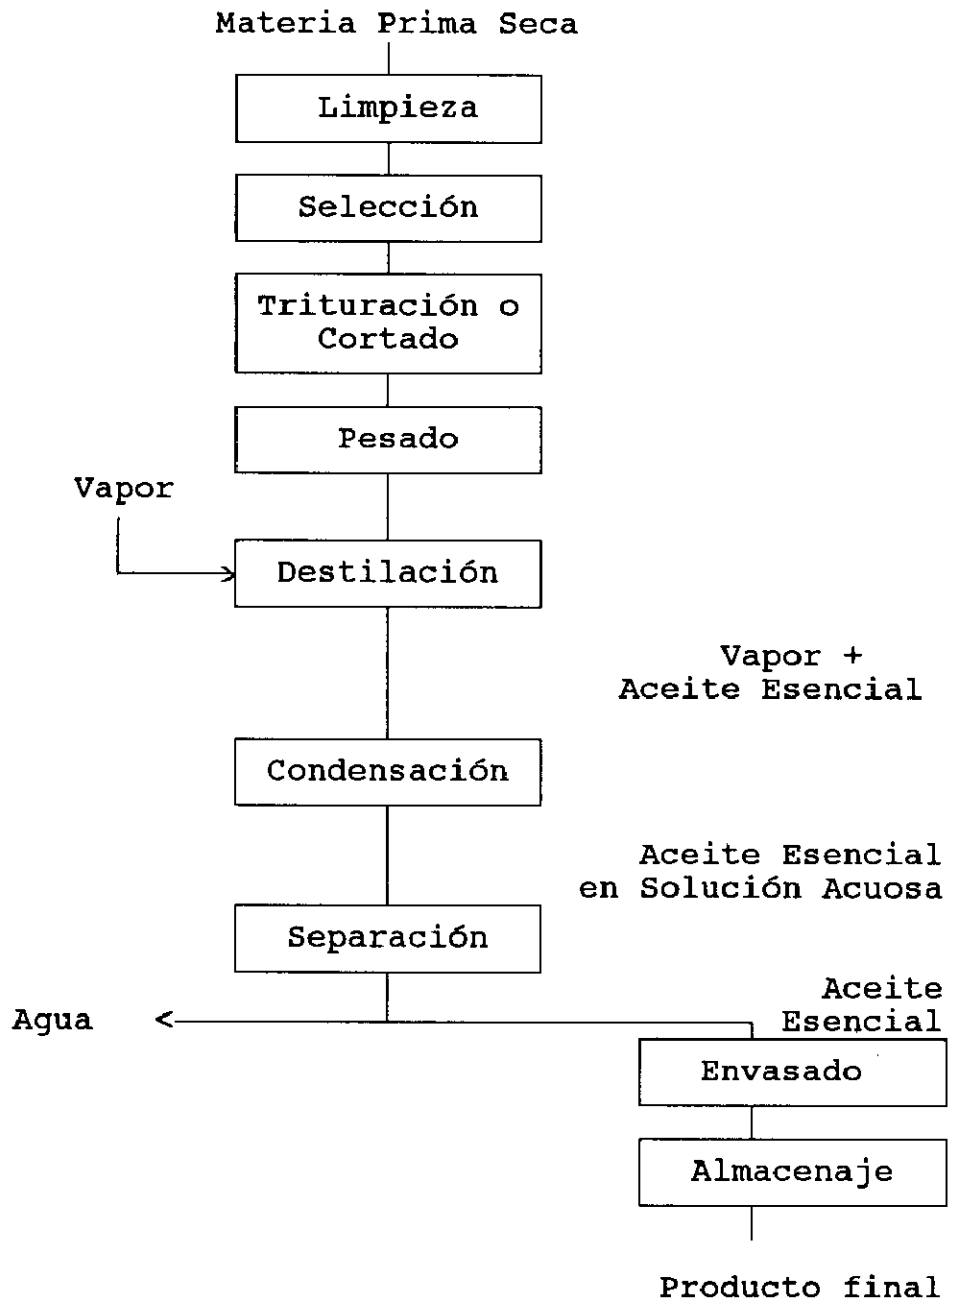 Materia Prima Seca
Limpieza
Selección
Trituración o
Cortado
Pesado
Vapor
Destilación
Vapor +
Aceite Esencial
Condensación
Aceite Esencial
en Solución Acuosa
Separación
Aceite
Esencial
Agua
Envasado
Almacenaje
Producto final